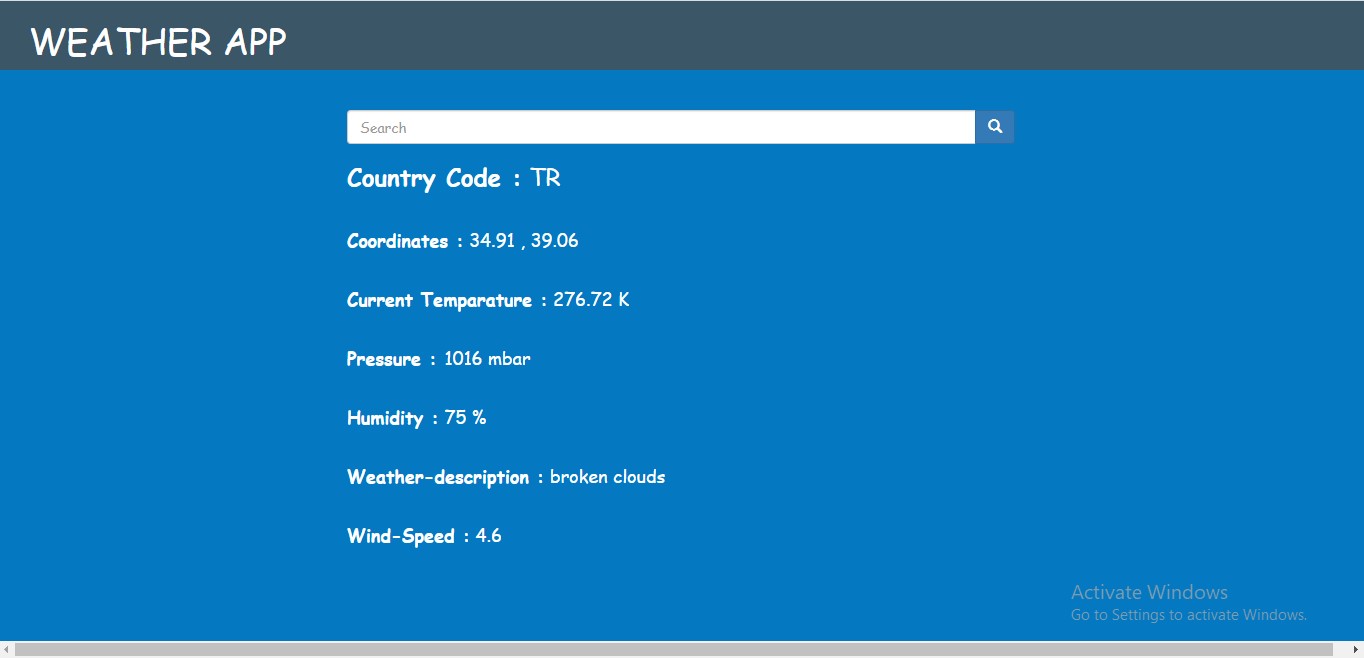 WEATHER APP
Search
Country Code : TR
Coordinates : 34.91 , 39.06
Current Temparature : 276.72 K
Pressure : 1016 mbar
Humidity : 75 %
Weather-description : broken clouds
Wind-Speed : 4.6
Activate Windows
Go to Settings to activate Windows.